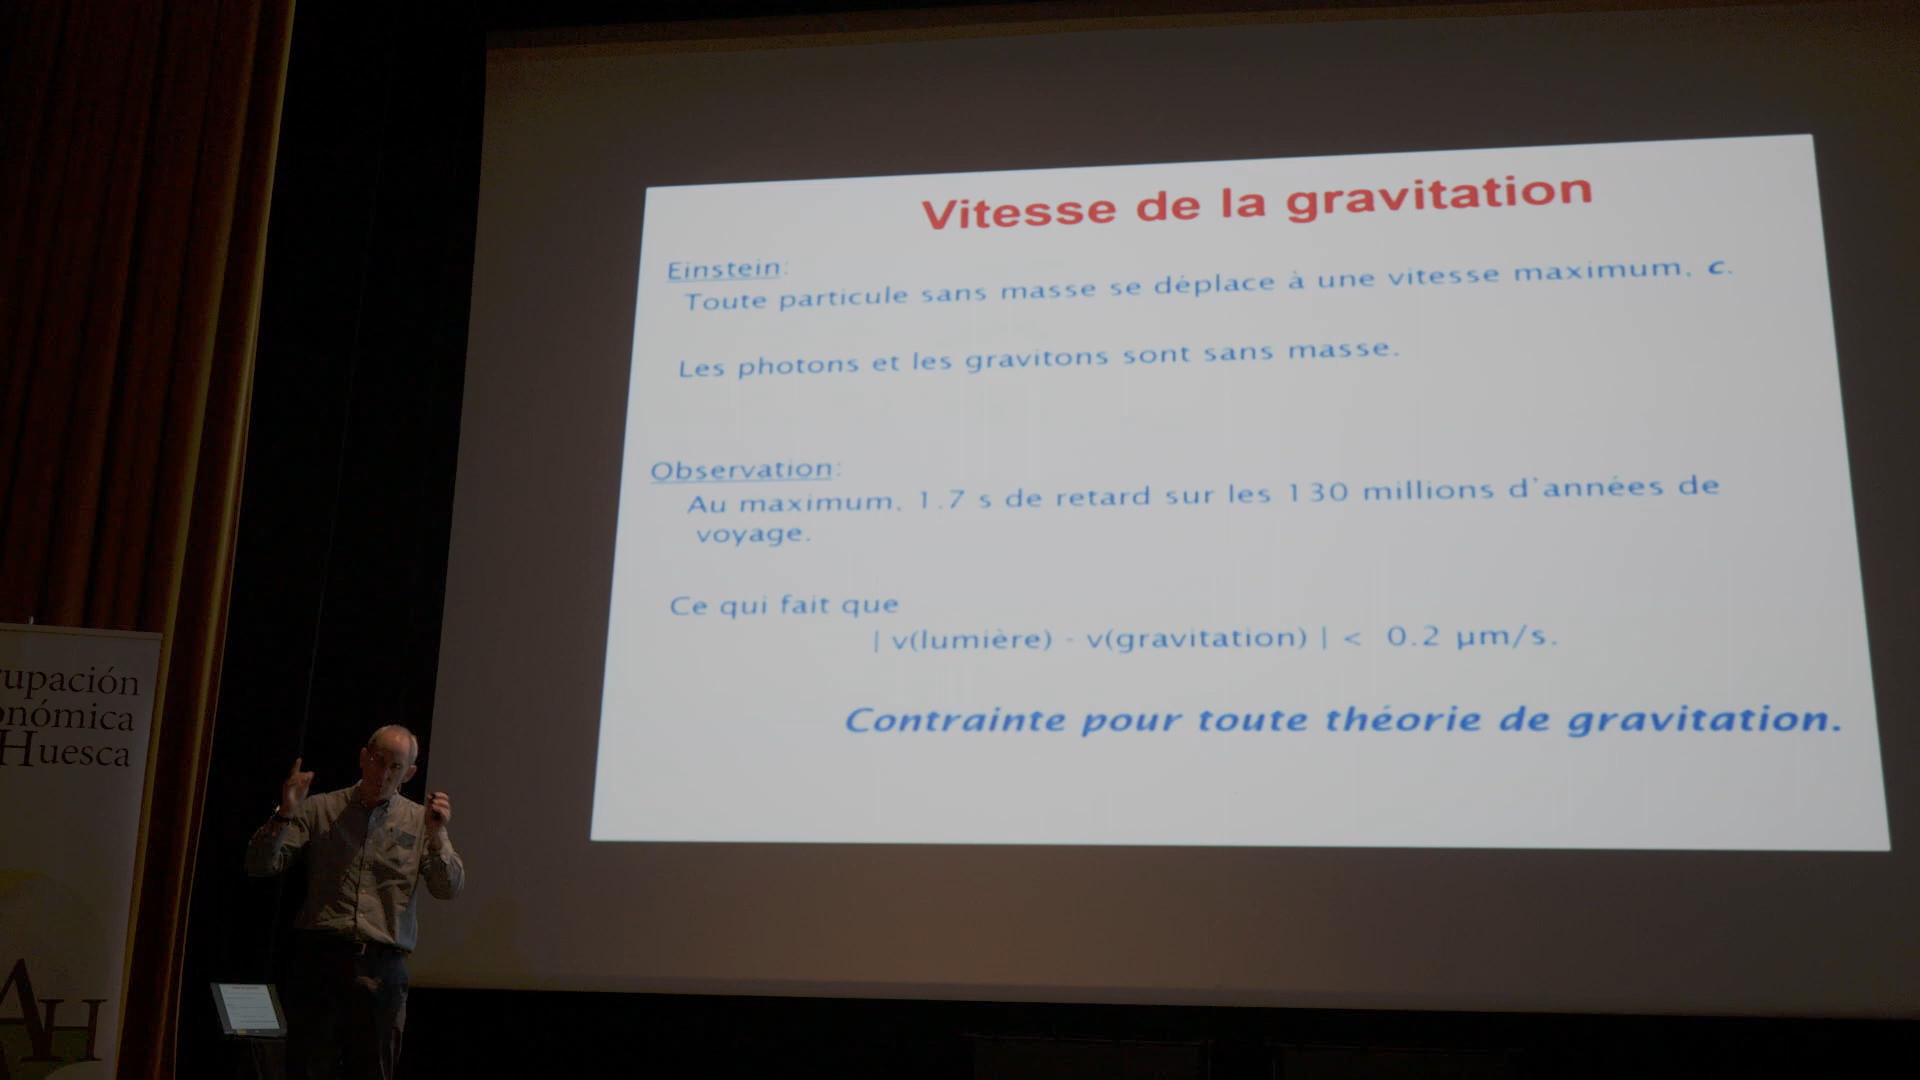 Vitesse de la gravitation
Einstein:
Toute particule sans masse se déplace à une vitesse maximum, c.
Les photons et les gravitons sont sans masse.
Observation:
Au maximum, 1.7 s de retard sur les 130 millions d'années de
voyage.
Ce qui fait que
| v(lumière) - v(gravitation) | < 0.2 µm/s.
Contrainte pour toute théorie de gravitation.
upación
onómica
Huesca
AH